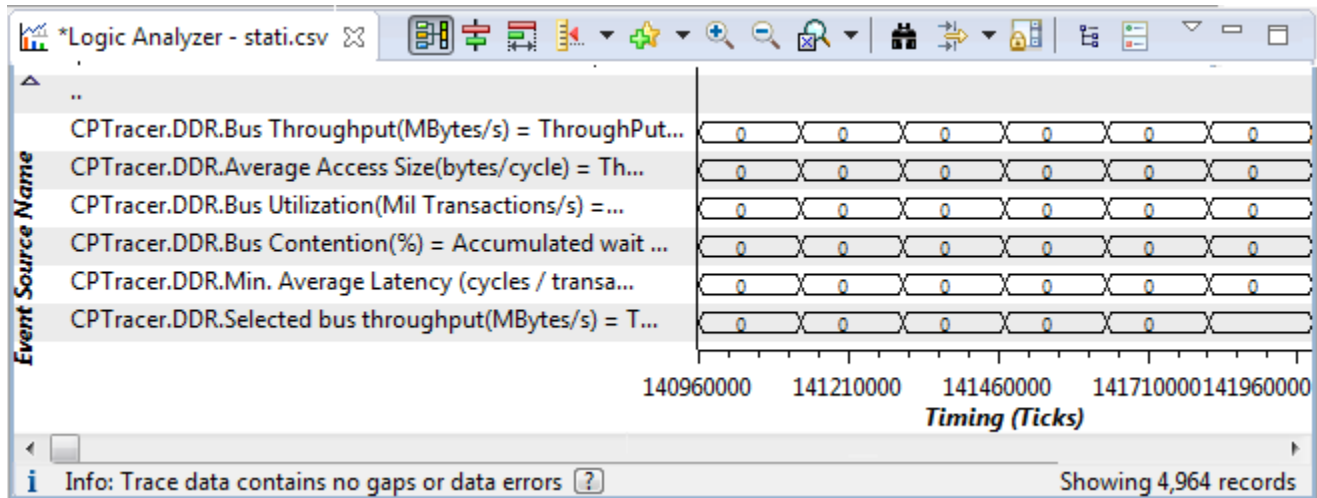 *Logic Analyzer - stati.csv
..
CPTracer.DDR.Bus Throughput(MBytes/s) = ThroughPut... 0 0 0 0 0 0
CPTracer.DDR.Average Access Size(bytes/cycle) = Th... 0 0 0 0 0 0
CPTracer.DDR.Bus Utilization(Mil Transactions/s) =... 0 0 0 0 0 0
CPTracer.DDR.Bus Contention(%) = Accumulated wait ... 0 0 0 0 0 0
CPTracer.DDR.Min. Average Latency (cycles / transa... 0 0 0 0 0 0
CPTracer.DDR.Selected bus throughput(MBytes/s) = T... 0 0 0 0 0
Event Source Name
140960000 141210000 141460000 141710000 141960000
Timing (Ticks)
i Info: Trace data contains no gaps or data errors ? Showing 4,964 records